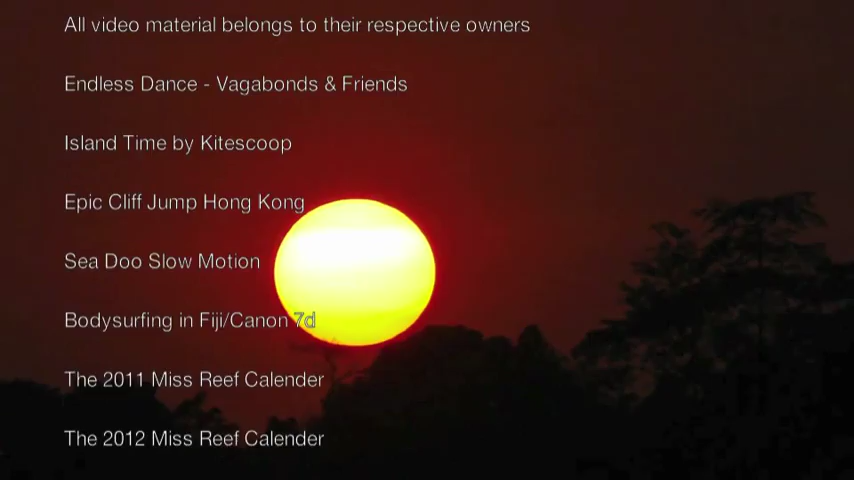 All video material belongs to their respective owners
Endless Dance - Vagabonds & Friends
Island Time by Kitescoop
Epic Cliff Jump Hong Kong
Sea Doo Slow Motion
Bodysurfing in Fiji/Canon 7d
The 2011 Miss Reef Calender
The 2012 Miss Reef Calender